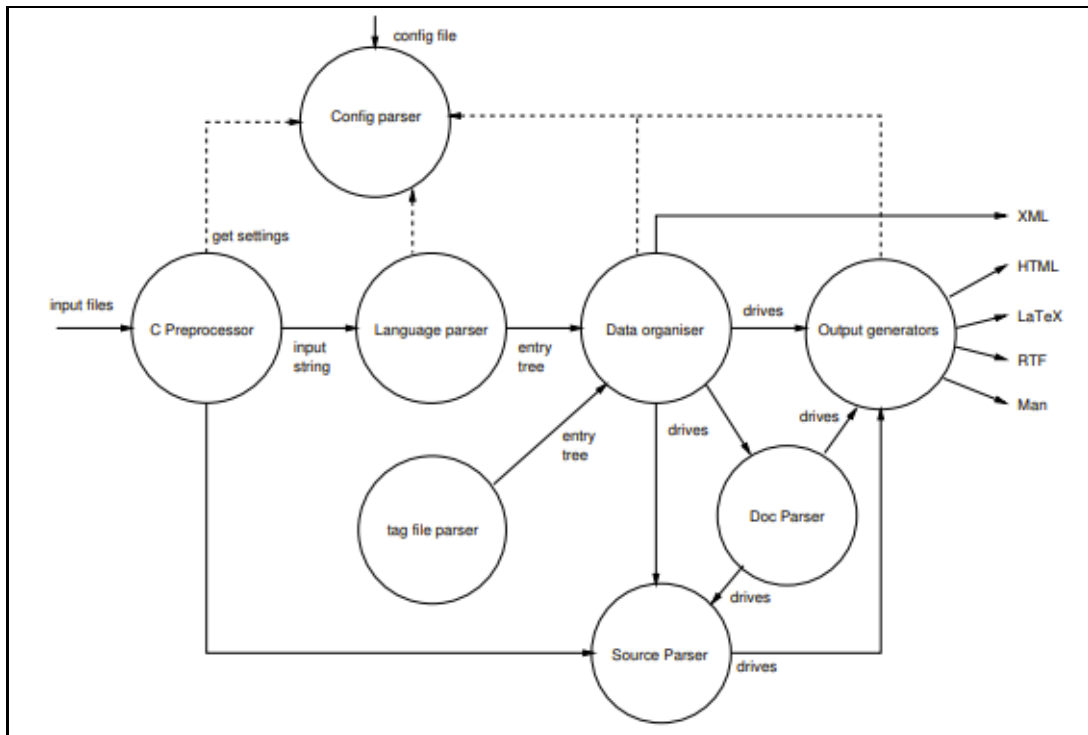 config file
Config parser
get settings
XML
HTML
input files
C Preprocessor
input
string
Language parser
entry
tree
Data organiser
drives
Output generators
LaTeX
RTF
Man
entry
tree
drives
drives
tag file parser
Doc Parser
drives
Source Parser
drives